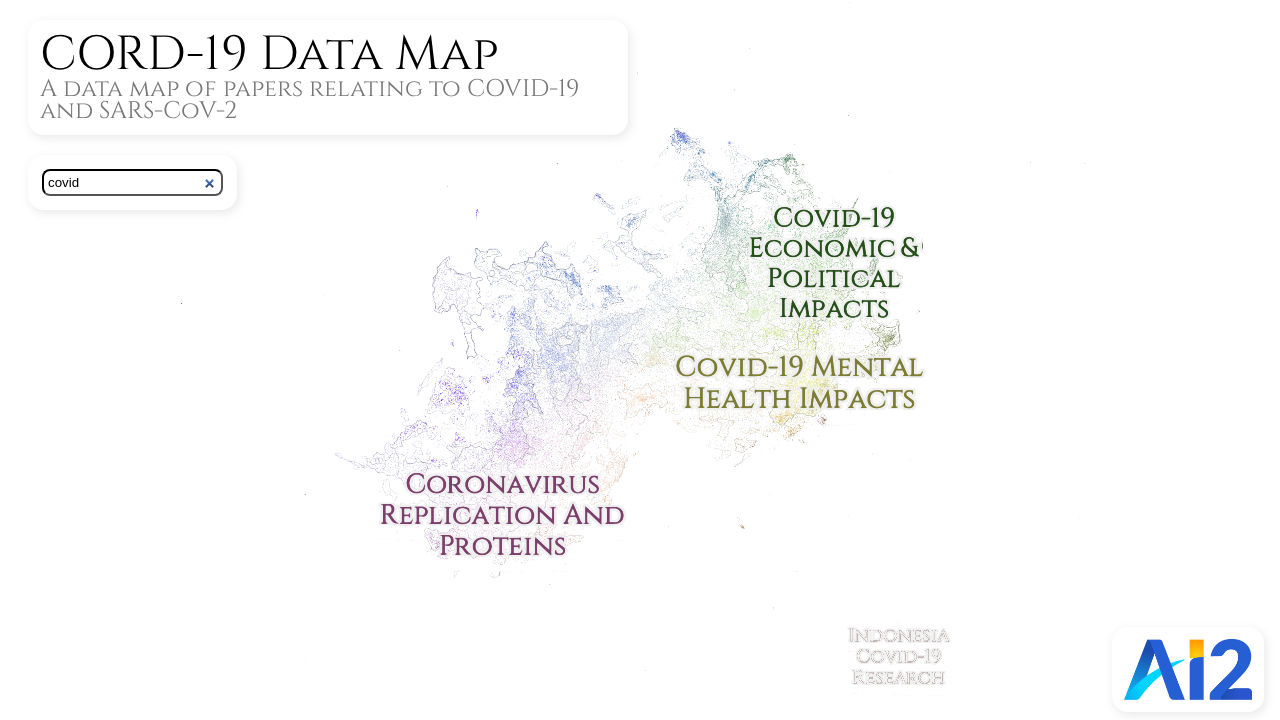 CORD-19 Data Map
A data map of papers relating to COVID-19
and SARS-CoV-2
covid
Covid-19
Economic &
Political
Impacts
Covid-19 Mental
Health Impacts
Coronavirus
Replication And
Proteins
Indonesia
Covid-19
Research
Ai2